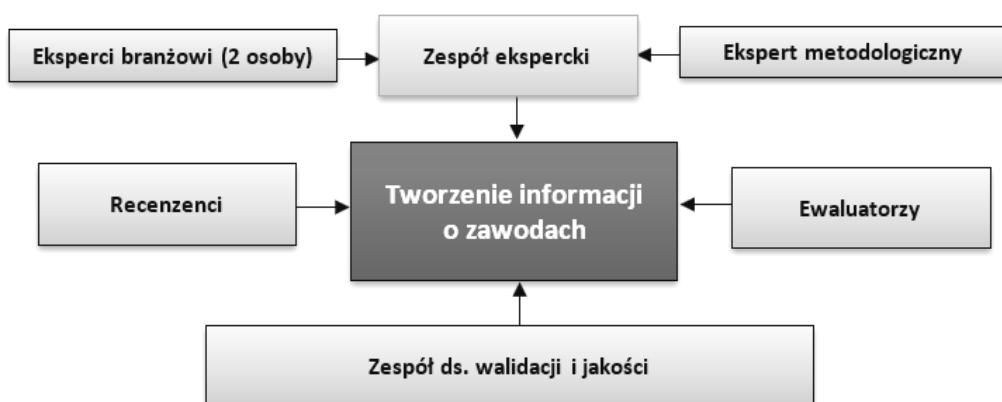 Eksperci branżowi (2 osoby)
Zespół ekspercki
Ekspert metodologiczny
Recenzenci
Tworzenie informacji
o zawodach
Ewaluatorzy
Zespół ds. walidacji i jakości